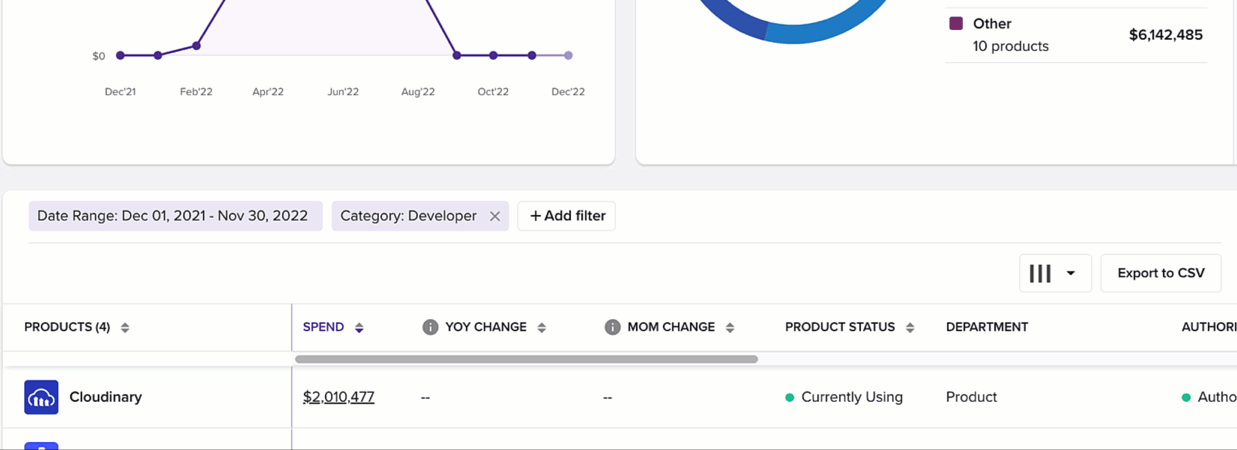 $0
Dec'21 Feb'22 Apr'22 Jun'22 Aug'22 Oct'22 Dec'22
Other
10 products
$6,142,485
Date Range: Dec 01, 2021 - Nov 30, 2022 Category: Developer × + Add filter
Export to CSV
PRODUCTS (4) SPEND YOY CHANGE MOM CHANGE PRODUCT STATUS DEPARTMENT AUTHORI
Cloudinary $2,010,477 -- -- Currently Using Product Autho